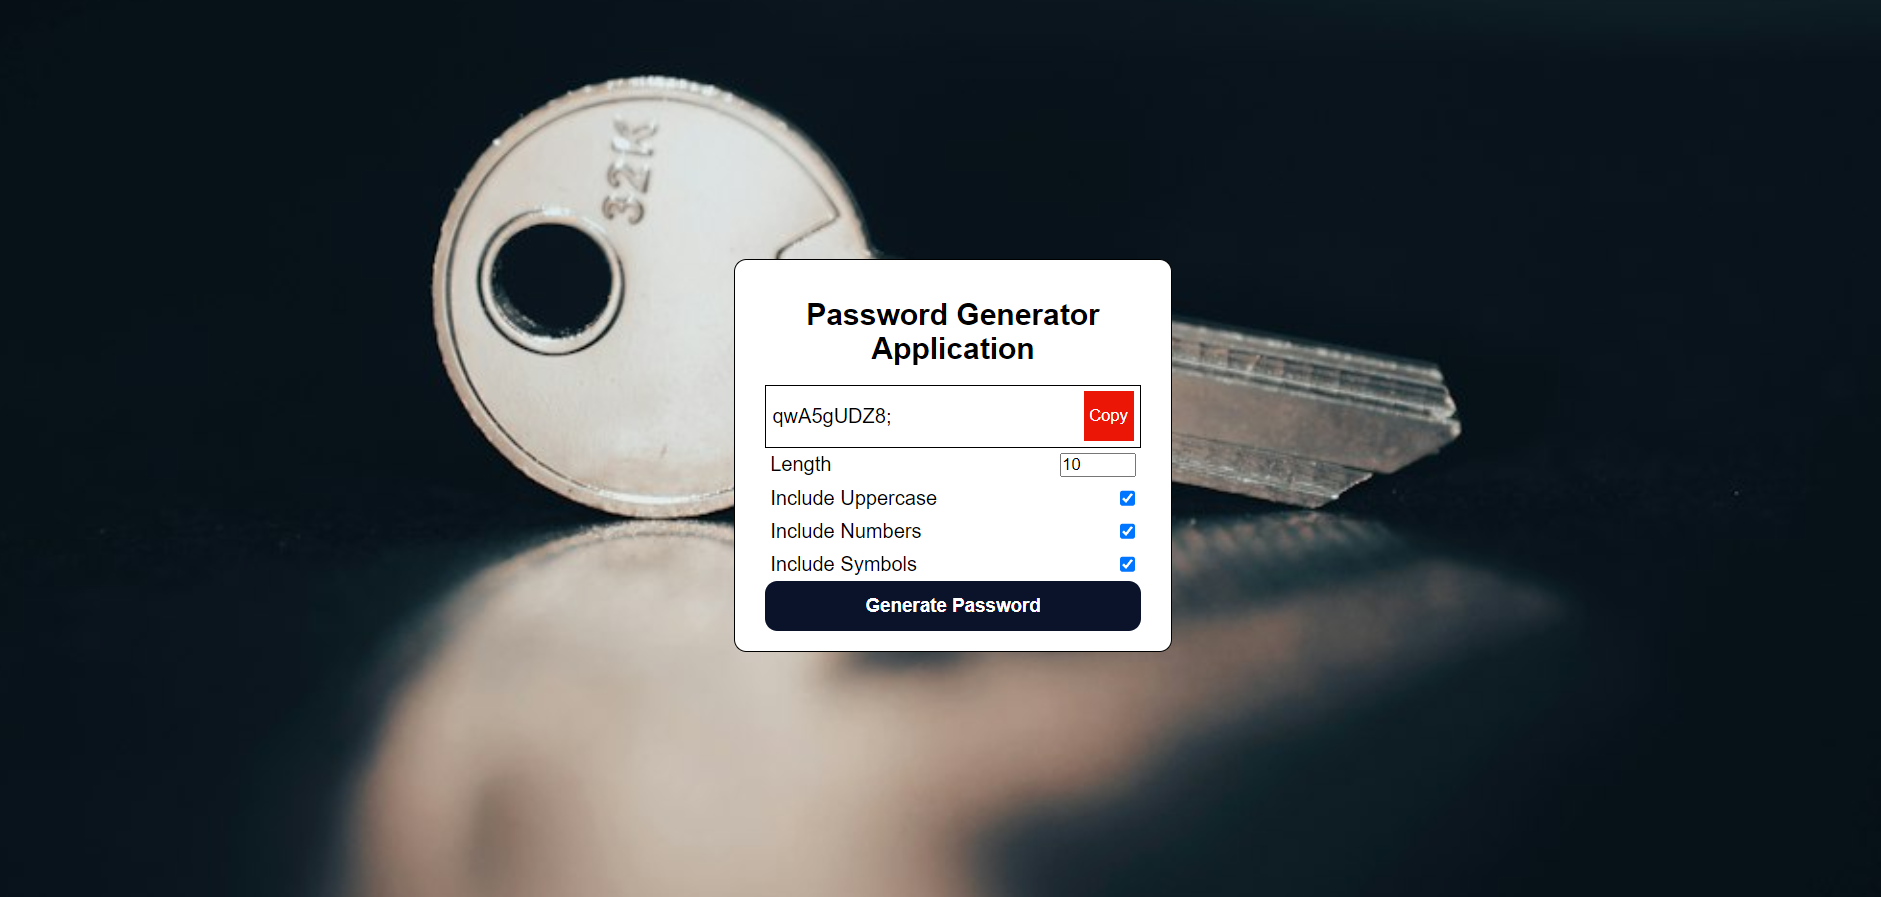 32K
Password Generator
Application
qwA5gUDZ8;
Copy
Length
10
Include Uppercase
Include Numbers
Include Symbols
Generate Password